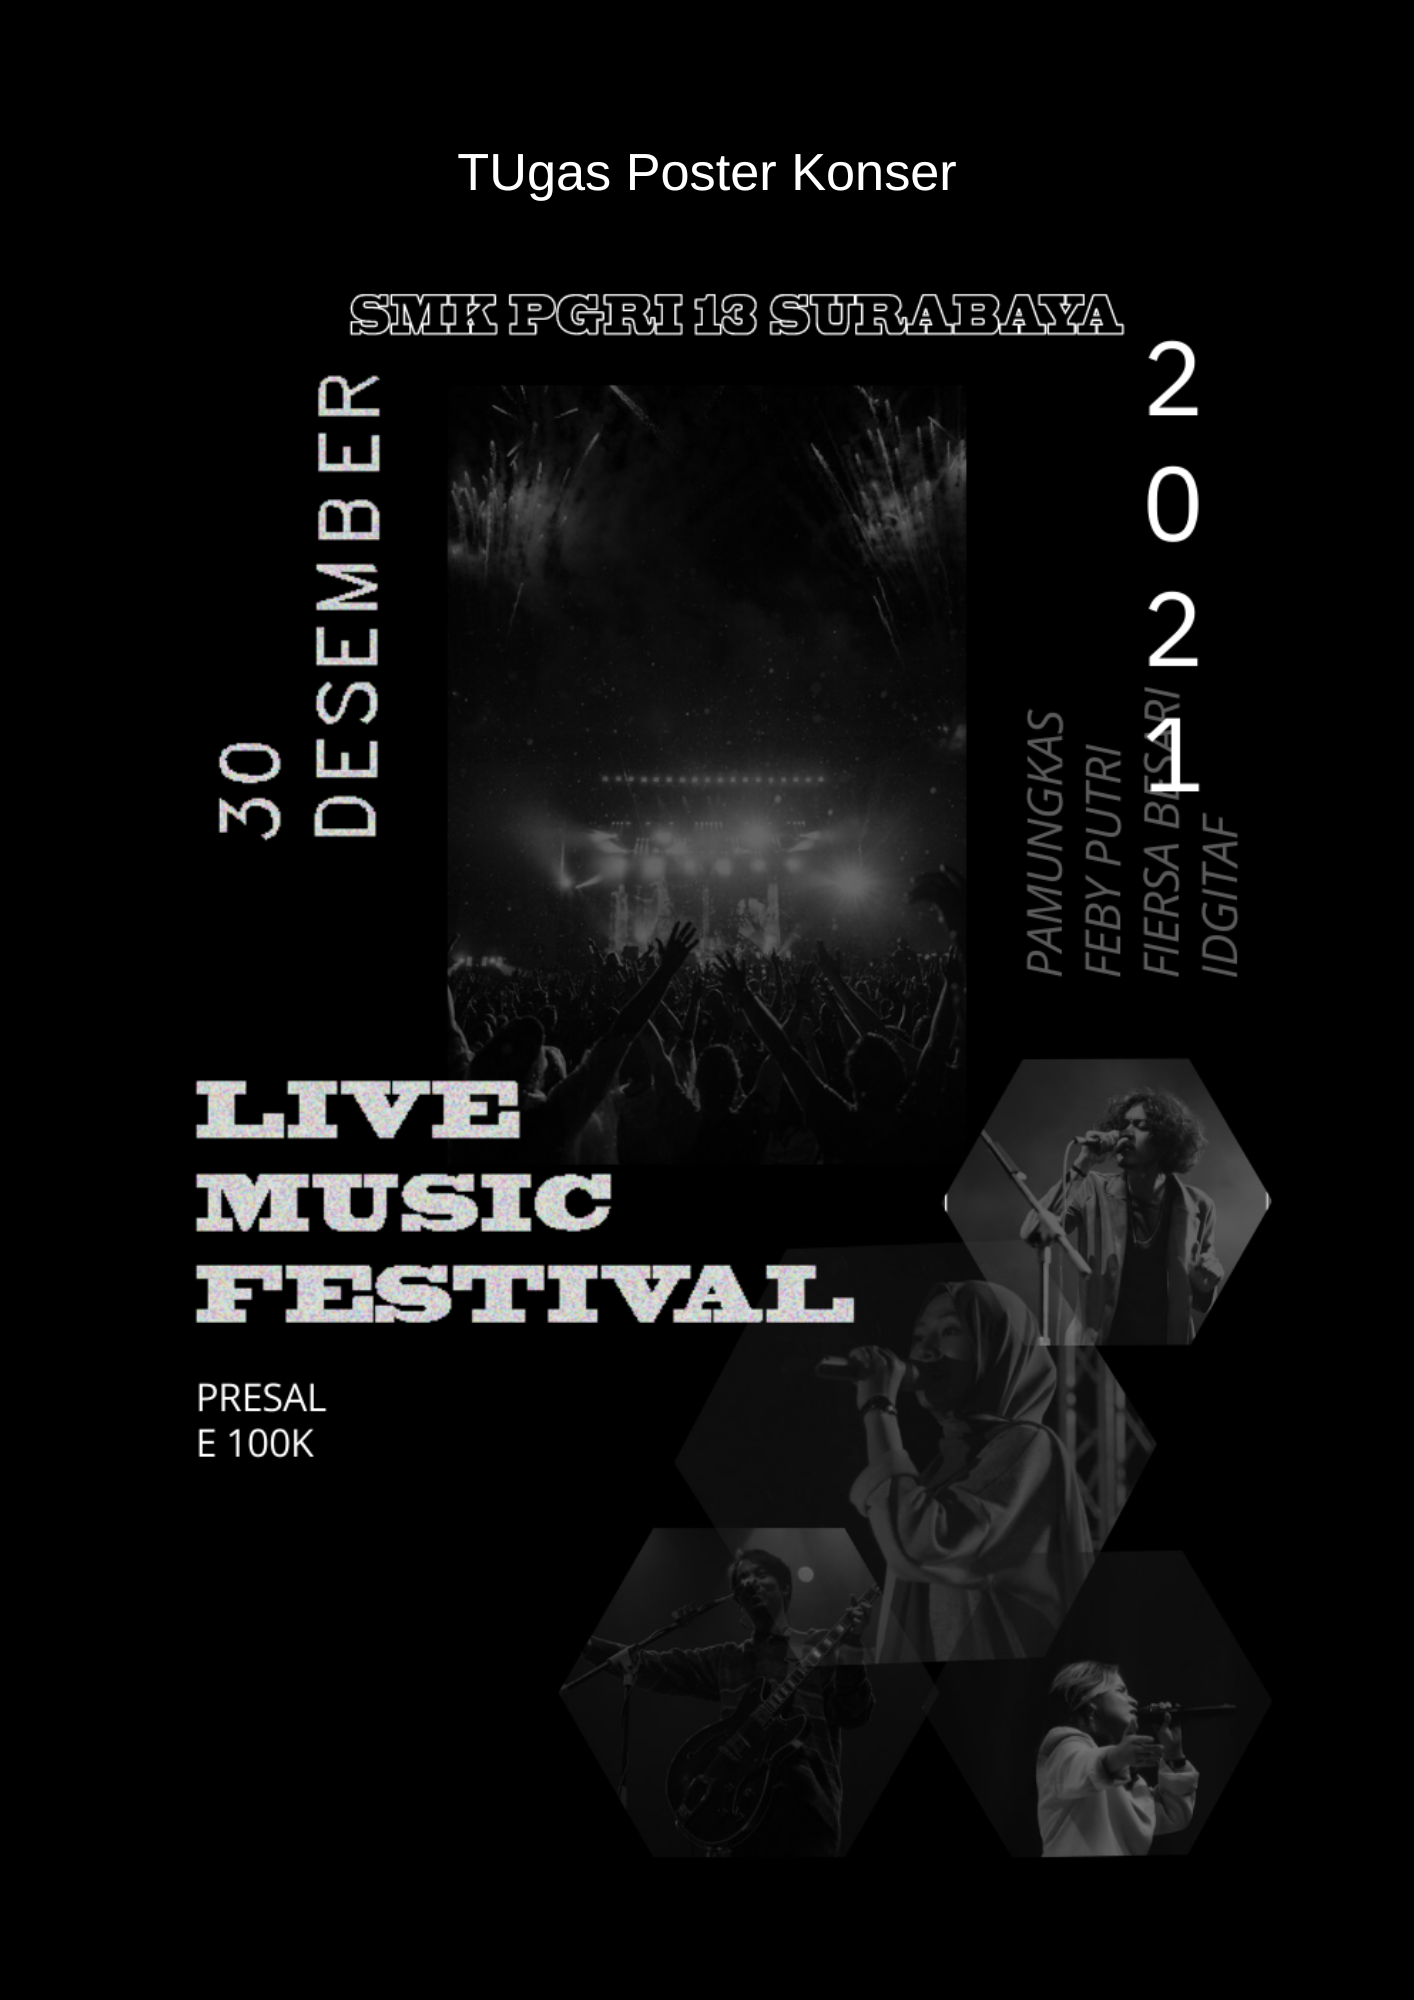 TUgas Poster Konser
SMK PGRI 13 SURABAYA
30
DESEMBER
2
0
2
1
PAMUNGKAS
FEBY PUTRI
FIERSA BESARI
IDGITAF
LIVE
MUSIC
FESTIVAL
PRESAL
E 100K